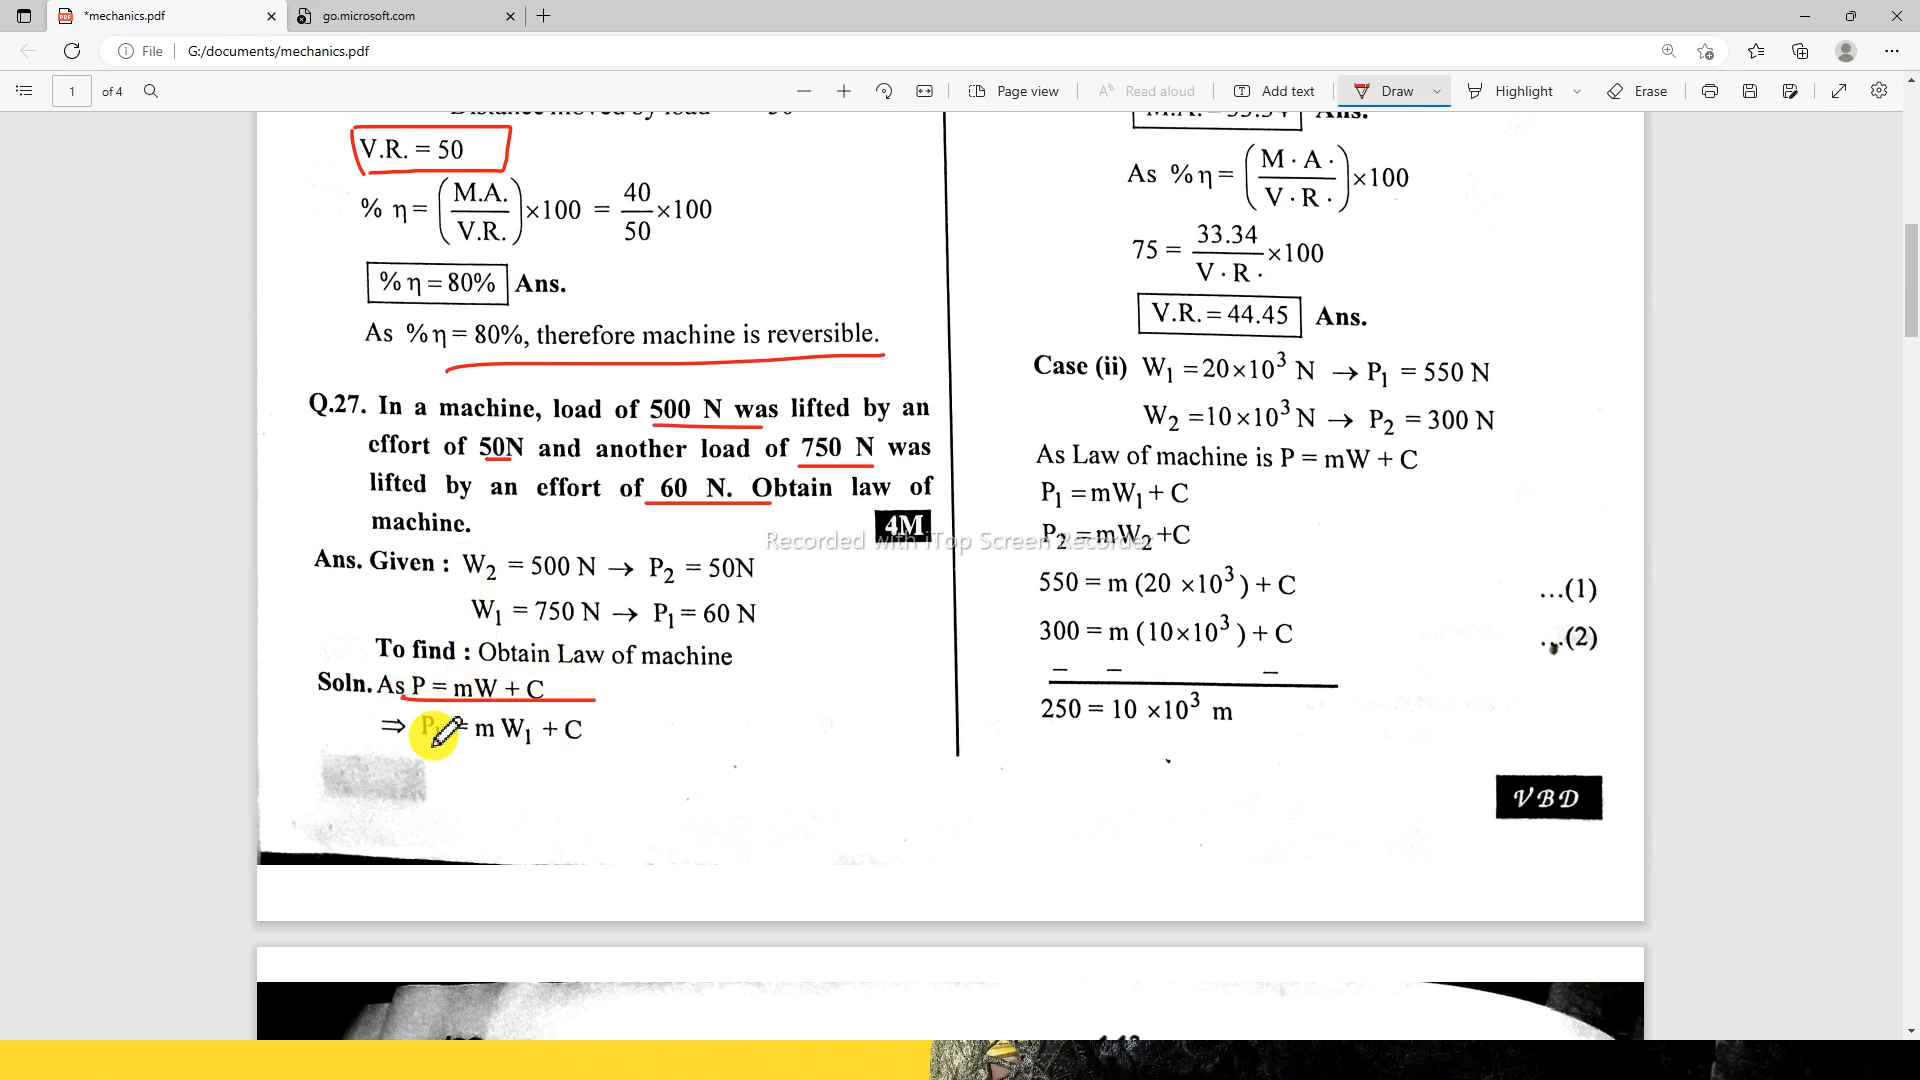 *mechanics.pdf
go.microsoft.com
File
G:/documents/mechanics.pdf
1
of 4
Page view
Read aloud
Add text
Draw
Highlight
Erase
V.R. = 50
% η = (M.A./V.R.) ×100 = 40/50 ×100
% η = 80% Ans.
As % η = 80%, therefore machine is reversible.
Q.27. In a machine, load of 500 N was lifted by an
effort of 50N and another load of 750 N was
lifted by an effort of 60 N. Obtain law of
machine. 4M
Ans. Given : W₂ = 500 N → P₂ = 50N
W₁ = 750 N → P₁ = 60 N
To find : Obtain Law of machine
Soln. As P = mW + C
⇒ P₁ = m W₁ + C
As % η = (M · A ·/V · R ·) ×100
75 = 33.34/V · R · ×100
V.R. = 44.45 Ans.
Case (ii) W₁ = 20×10³ N → P₁ = 550 N
W₂ = 10×10³ N → P₂ = 300 N
As Law of machine is P = mW + C
P₁ = mW₁ + C
P₂ = mW₂ +C
550 = m (20 ×10³ ) + C ...(1)
300 = m (10×10³ ) + C ...(2)
− − −
250 = 10 ×10³ m
VBD
Recorded with iTop Screen Recorder